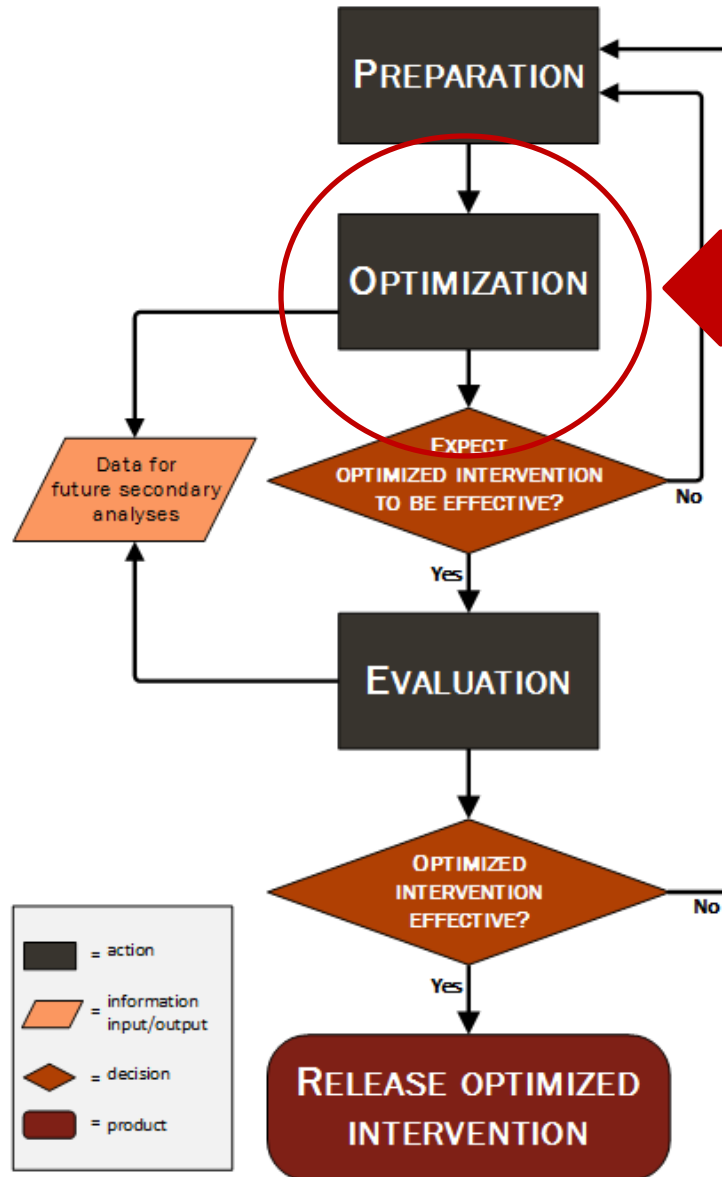 PREPARATION
OPTIMIZATION
EXPECT
OPTIMIZED INTERVENTION
TO BE EFFECTIVE?
No
Data for
future secondary
analyses
Yes
EVALUATION
OPTIMIZED
INTERVENTION
EFFECTIVE?
No
Yes
RELEASE OPTIMIZED
INTERVENTION
= action
= information
input/output
= decision
= product